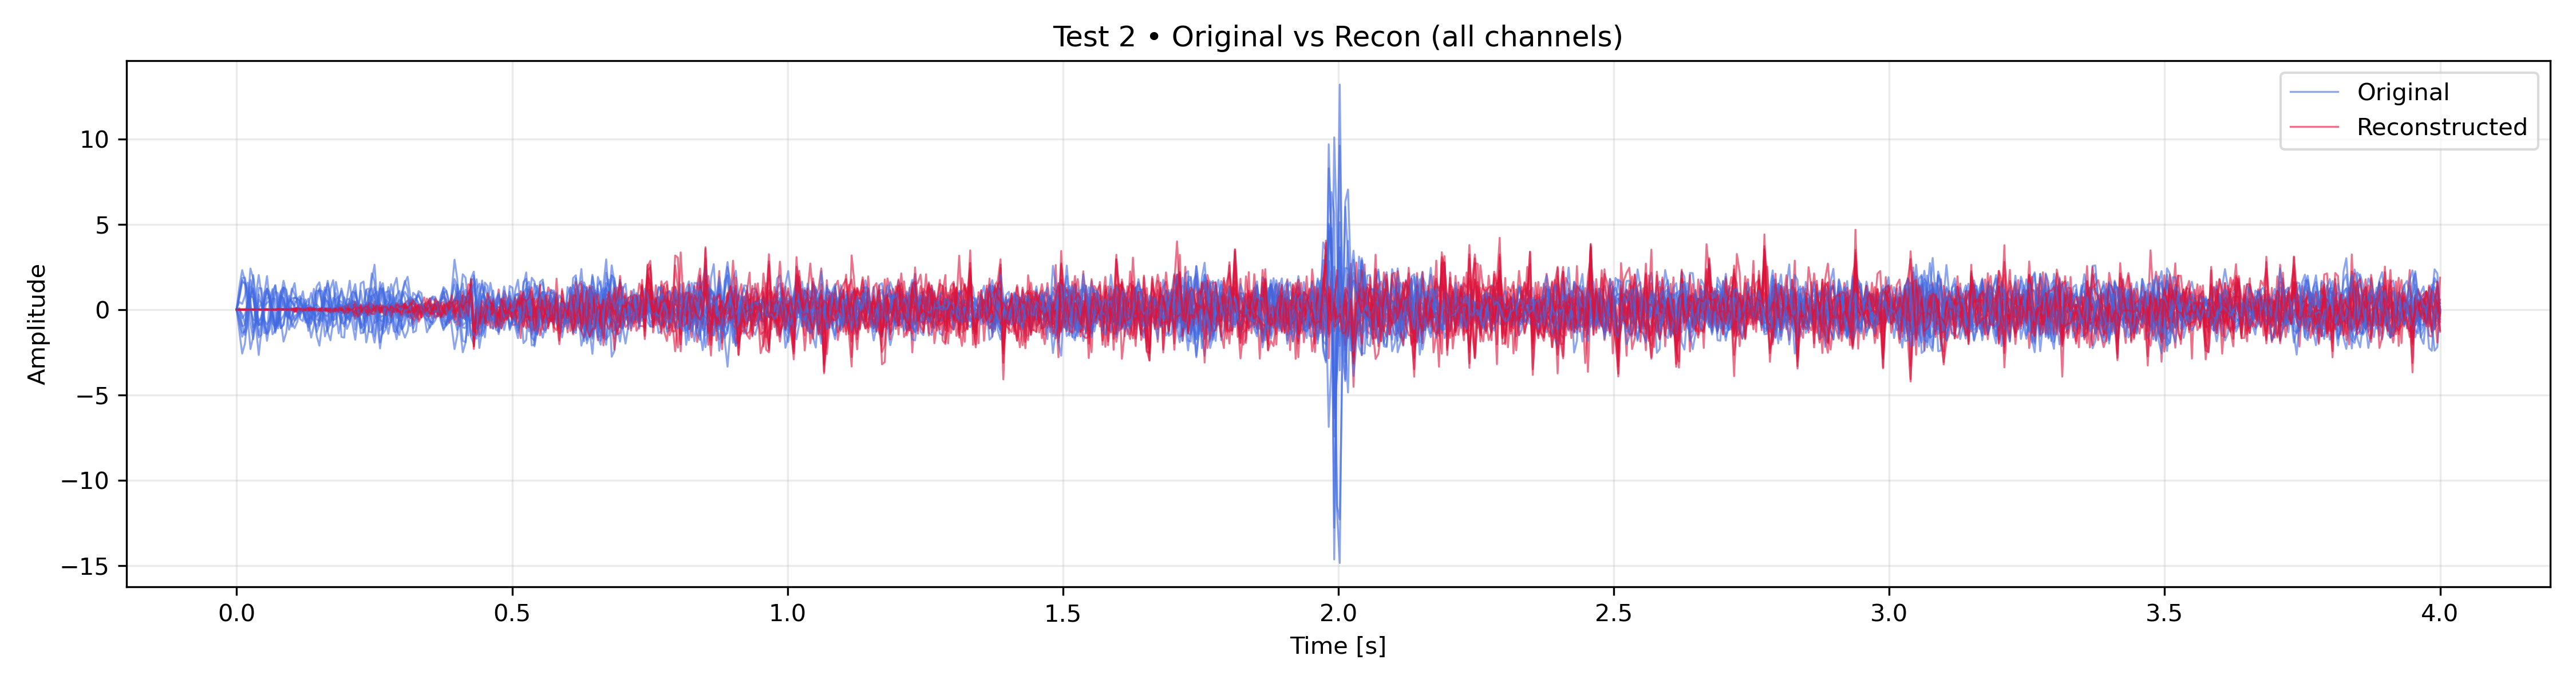 Test 2 • Original vs Recon (all channels)
Original
Reconstructed
Amplitude
10
5
0
−5
−10
−15
0.0 0.5 1.0 1.5 2.0 2.5 3.0 3.5 4.0
Time [s]